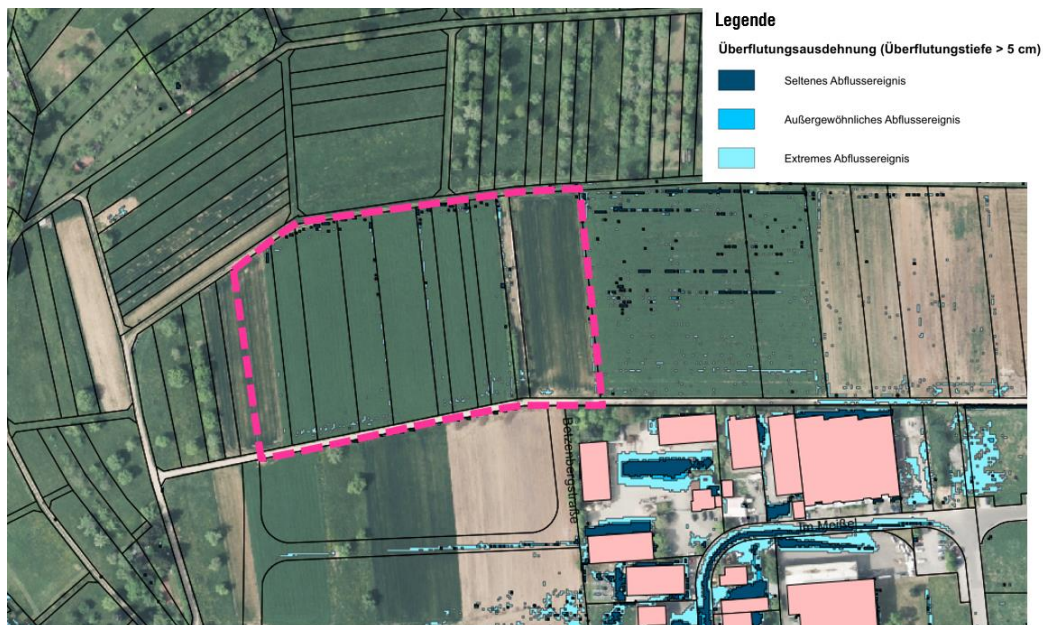 Legende
Überflutungsausdehnung (Überflutungstiefe > 5 cm)
Seltenes Abflussereignis
Außergewöhnliches Abflussereignis
Extremes Abflussereignis
Betzenbergstraße
Im Meißel